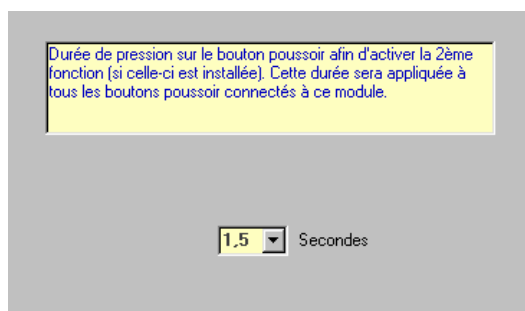 Durée de pression sur le bouton poussoir afin d'activer la 2ème
fonction (si celle-ci est installée). Cette durée sera appliquée à
tous les boutons poussoir connectés à ce module.
1,5 Secondes